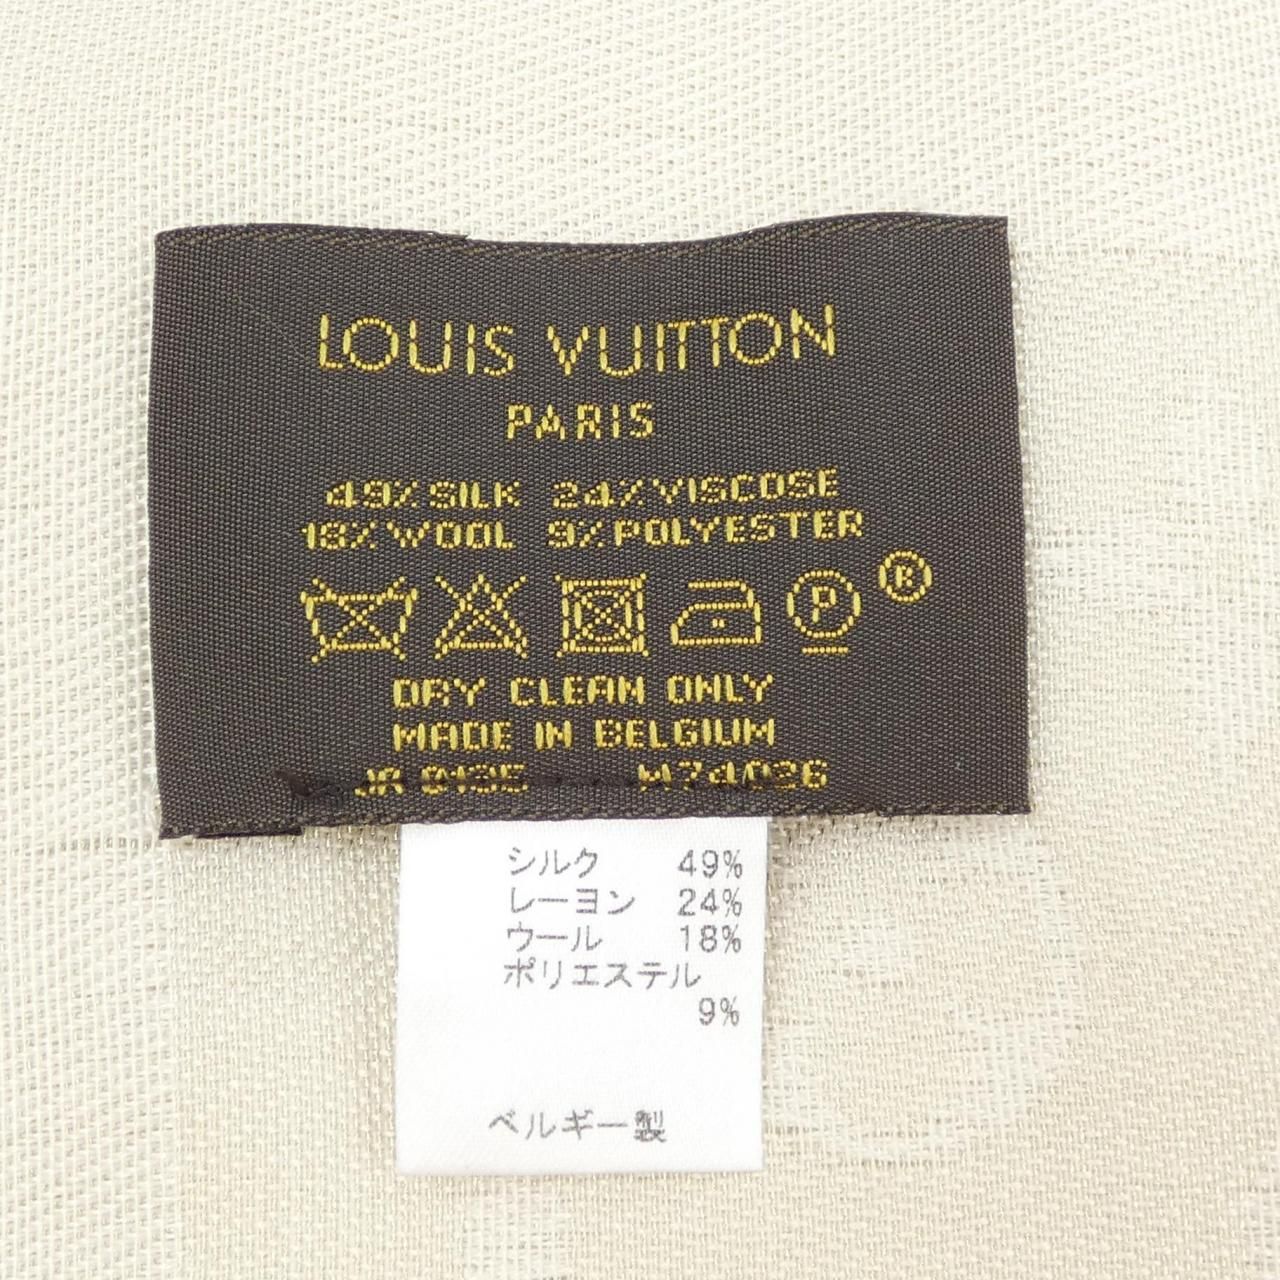 LOUIS VUITTON
PARIS
49% SILK 24% VISCOSE
18% WOOL 9% POLYESTER
P ®
DRY CLEAN ONLY
MADE IN BELGIUM
M74026
シルク 49%
レーヨン 24%
ウール 18%
ポリエステル
9%
ベルギー製